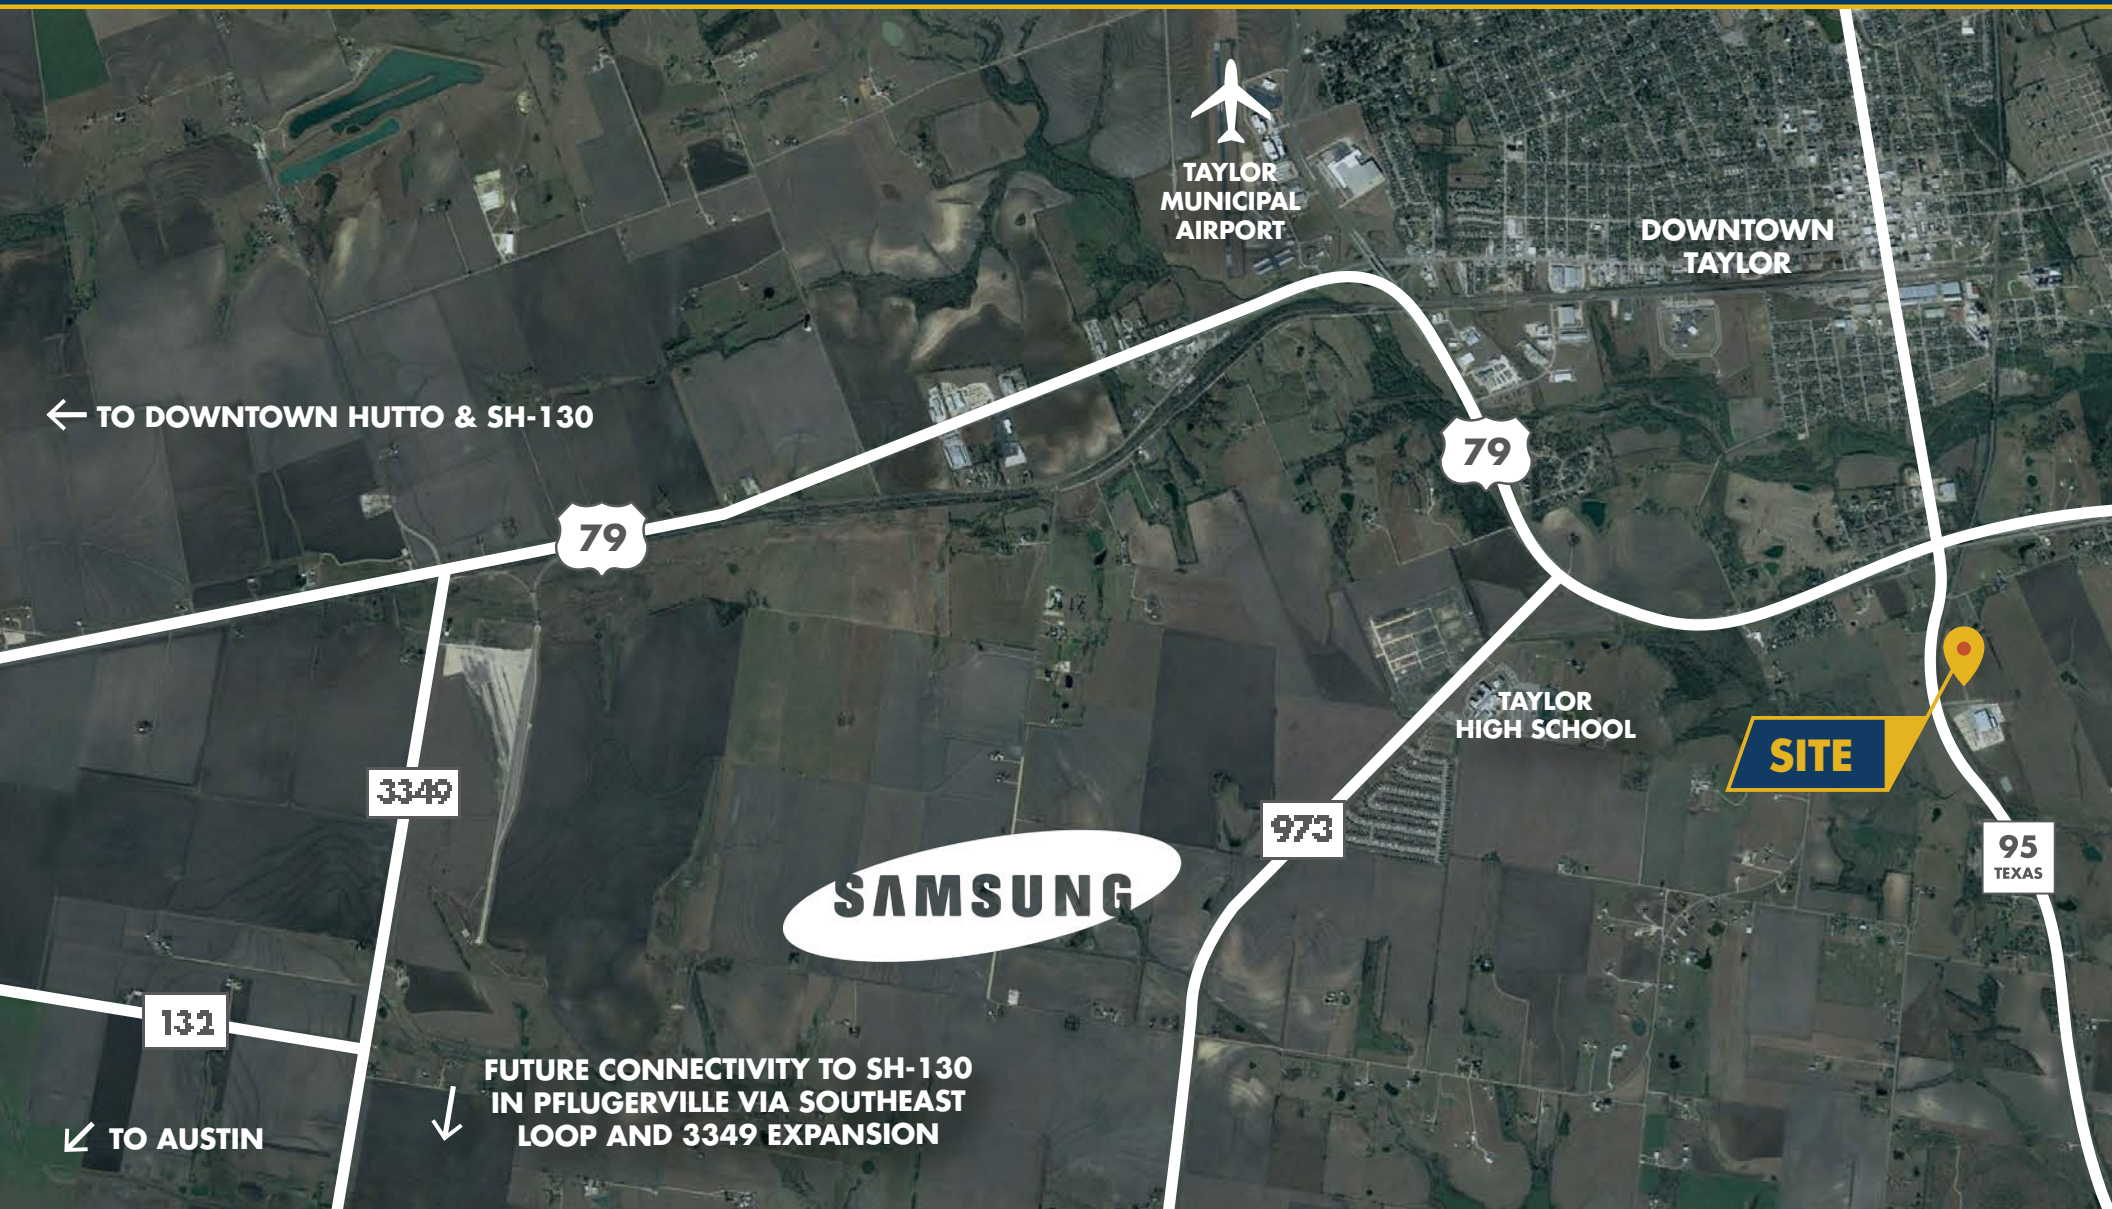 TAYLOR
MUNICIPAL
AIRPORT
DOWNTOWN
TAYLOR
← TO DOWNTOWN HUTTO & SH-130
79
79
TAYLOR
HIGH SCHOOL
SITE
3349
973
95
TEXAS
SAMSUNG
132
FUTURE CONNECTIVITY TO SH-130
IN PFLUGERVILLE VIA SOUTHEAST
LOOP AND 3349 EXPANSION
TO AUSTIN